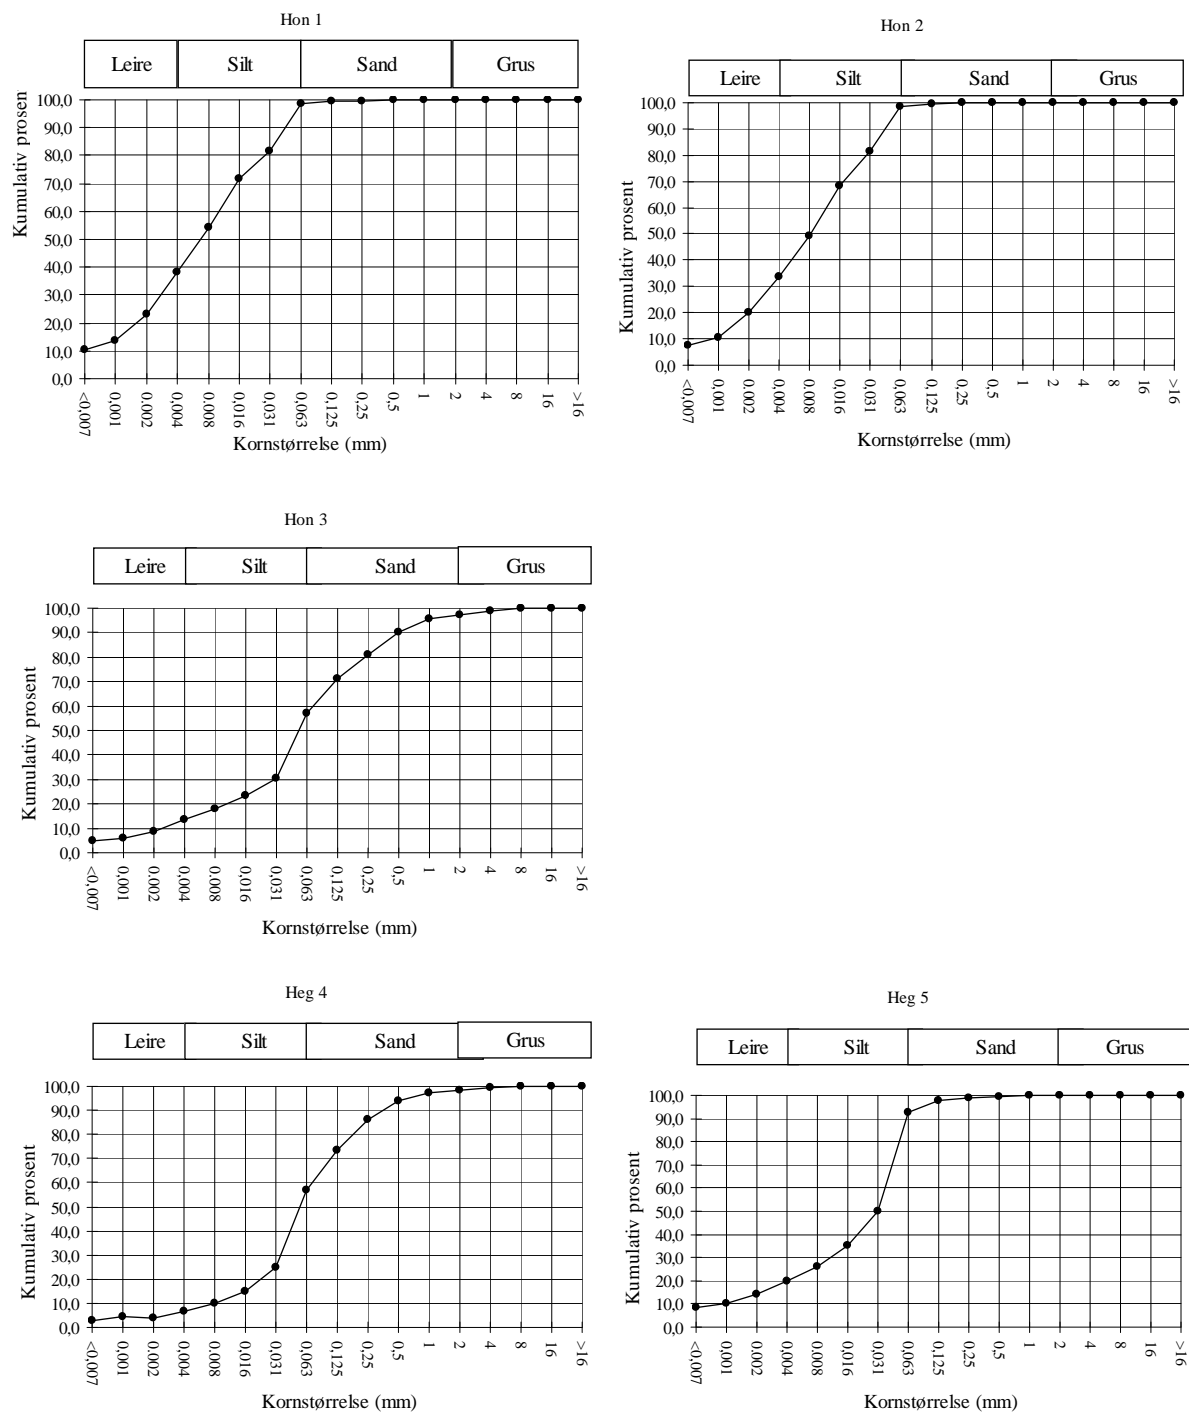 Hon 1
Leire Silt Sand Grus
Kumulativ prosen
100,0
90,0
80,0
70,0
60,0
50,0
40,0
30,0
20,0
10,0
0,0
<0,007 0,001 0,002 0,004 0,008 0,016 0,031 0,063 0,125 0,25 0,5 1 2 4 8 16 >16
Kornstørrelse (mm)
Hon 2
Leire Silt Sand Grus
Kumulativ prosent
100,0
90,0
80,0
70,0
60,0
50,0
40,0
30,0
20,0
10,0
0,0
<0,007 0,001 0,002 0,004 0,008 0,016 0,031 0,063 0,125 0,25 0,5 1 2 4 8 16 >16
Kornstørrelse (mm)
Hon 3
Leire Silt Sand Grus
Kumulativ prosent
100,0
90,0
80,0
70,0
60,0
50,0
40,0
30,0
20,0
10,0
0,0
<0,007 0,001 0,002 0,004 0,008 0,016 0,031 0,063 0,125 0,25 0,5 1 2 4 8 16 >16
Kornstørrelse (mm)
Heg 4
Leire Silt Sand Grus
Kumulativ prosent
100,0
90,0
80,0
70,0
60,0
50,0
40,0
30,0
20,0
10,0
0,0
<0,007 0,001 0,002 0,004 0,008 0,016 0,031 0,063 0,125 0,25 0,5 1 2 4 8 16 >16
Kornstørrelse (mm)
Heg 5
Leire Silt Sand Grus
Kumulativ prosent
100,0
90,0
80,0
70,0
60,0
50,0
40,0
30,0
20,0
10,0
0,0
<0,007 0,001 0,002 0,004 0,008 0,016 0,031 0,063 0,125 0,25 0,5 1 2 4 8 16 >16
Kornstørrelse (mm)